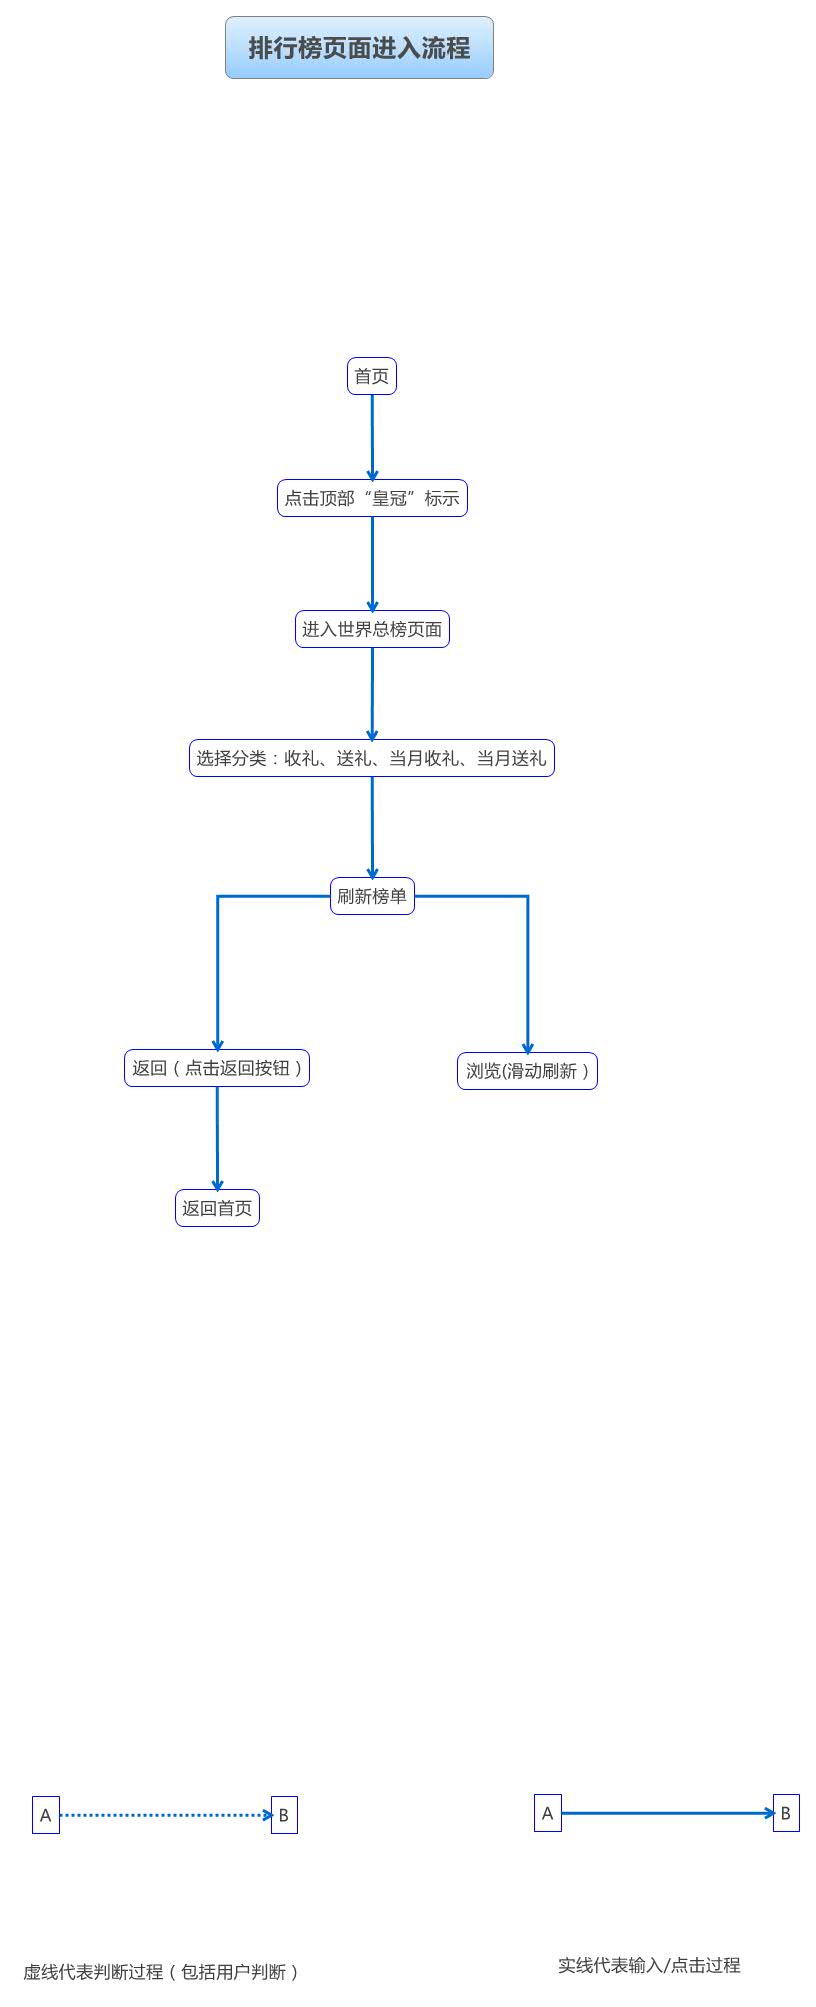 排行榜页面进入流程
首页
点击顶部“皇冠”标示
进入世界总榜页面
选择分类：收礼、送礼、当月收礼、当月送礼
刷新榜单
返回（点击返回按钮）
浏览(滑动刷新）
返回首页
A
B
A
B
虚线代表判断过程（包括用户判断）
实线代表输入/点击过程